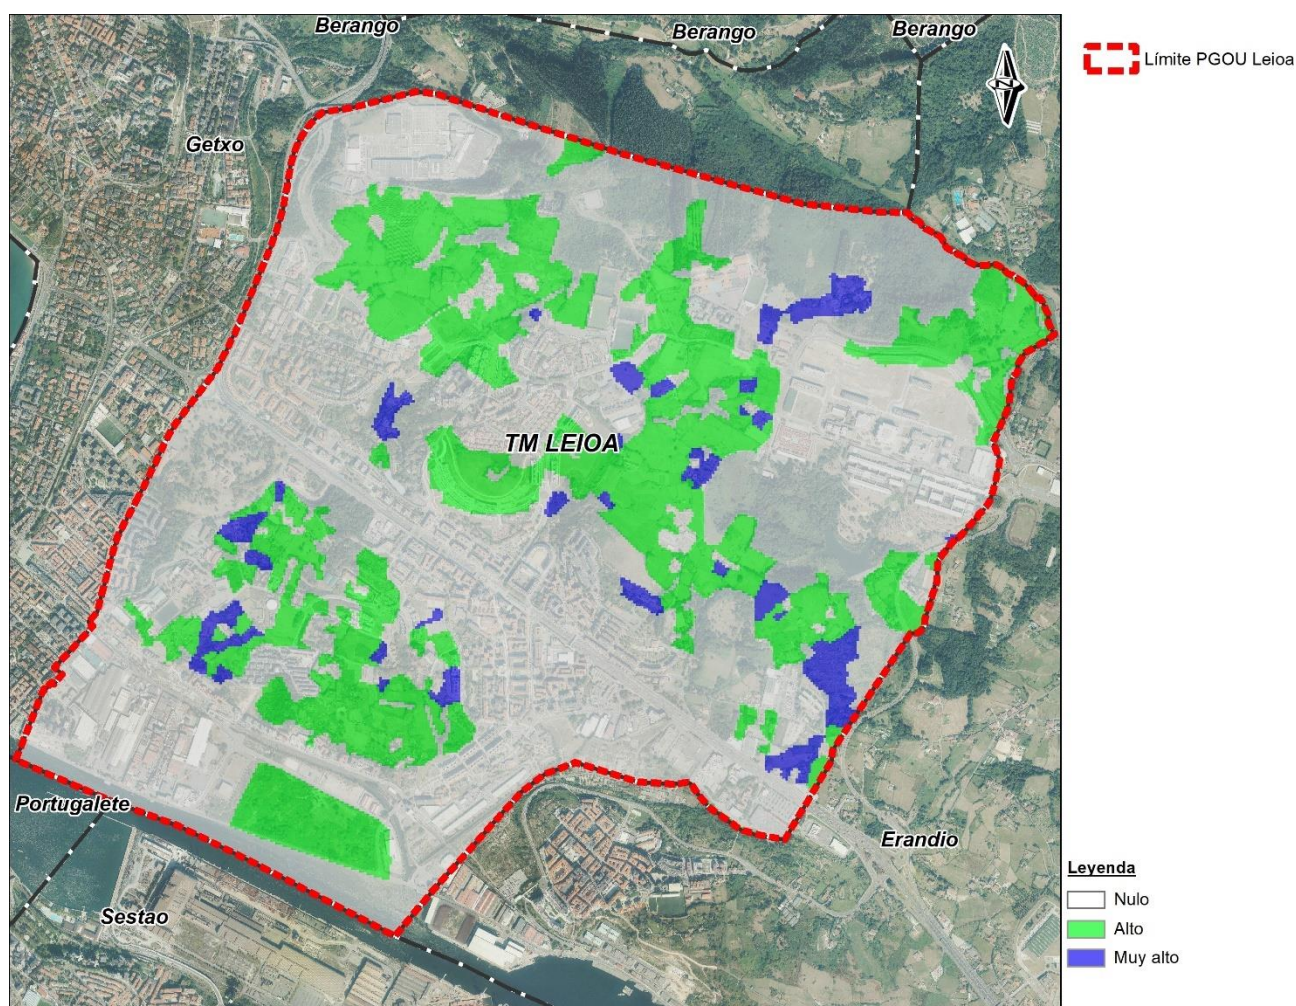 Berango
Berango
Berango
Límite PGOU Leioa
N
Getxo
TM LEIOA
Portugalete
Erandio
Sestao
Leyenda
Nulo
Alto
Muy alto